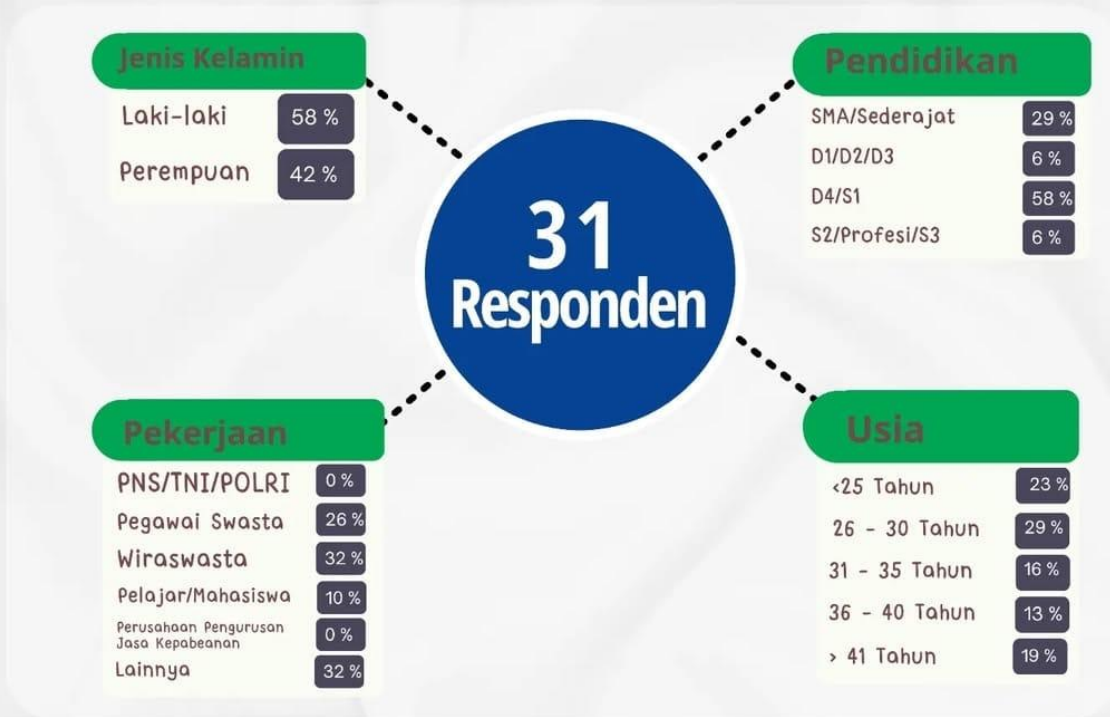 Jenis Kelamin
Laki-laki 58 %
Perempuan 42 %
Pendidikan
SMA/Sederajat 29 %
D1/D2/D3 6 %
D4/S1 58 %
S2/Profesi/S3 6 %
31
Responden
Pekerjaan
PNS/TNI/POLRI 0 %
Pegawai Swasta 26 %
Wiraswasta 32 %
Pelajar/Mahasiswa 10 %
Perusahaan Pengurusan
Jasa Kepabeanan 0 %
Lainnya 32 %
Usia
<25 Tahun 23 %
26 - 30 Tahun 29 %
31 - 35 Tahun 16 %
36 - 40 Tahun 13 %
> 41 Tahun 19 %